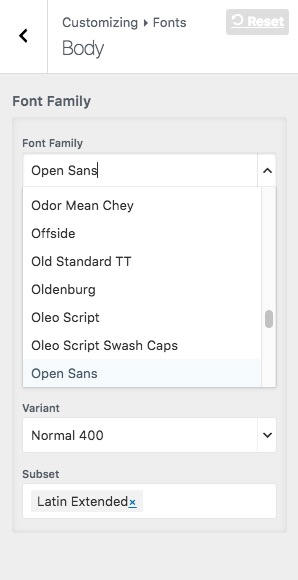 Customizing ▸ Fonts
Reset
Body
Font Family
Font Family
Open Sans
Odor Mean Chey
Offside
Old Standard TT
Oldenburg
Oleo Script
Oleo Script Swash Caps
Open Sans
Variant
Normal 400
Subset
Latin Extended×